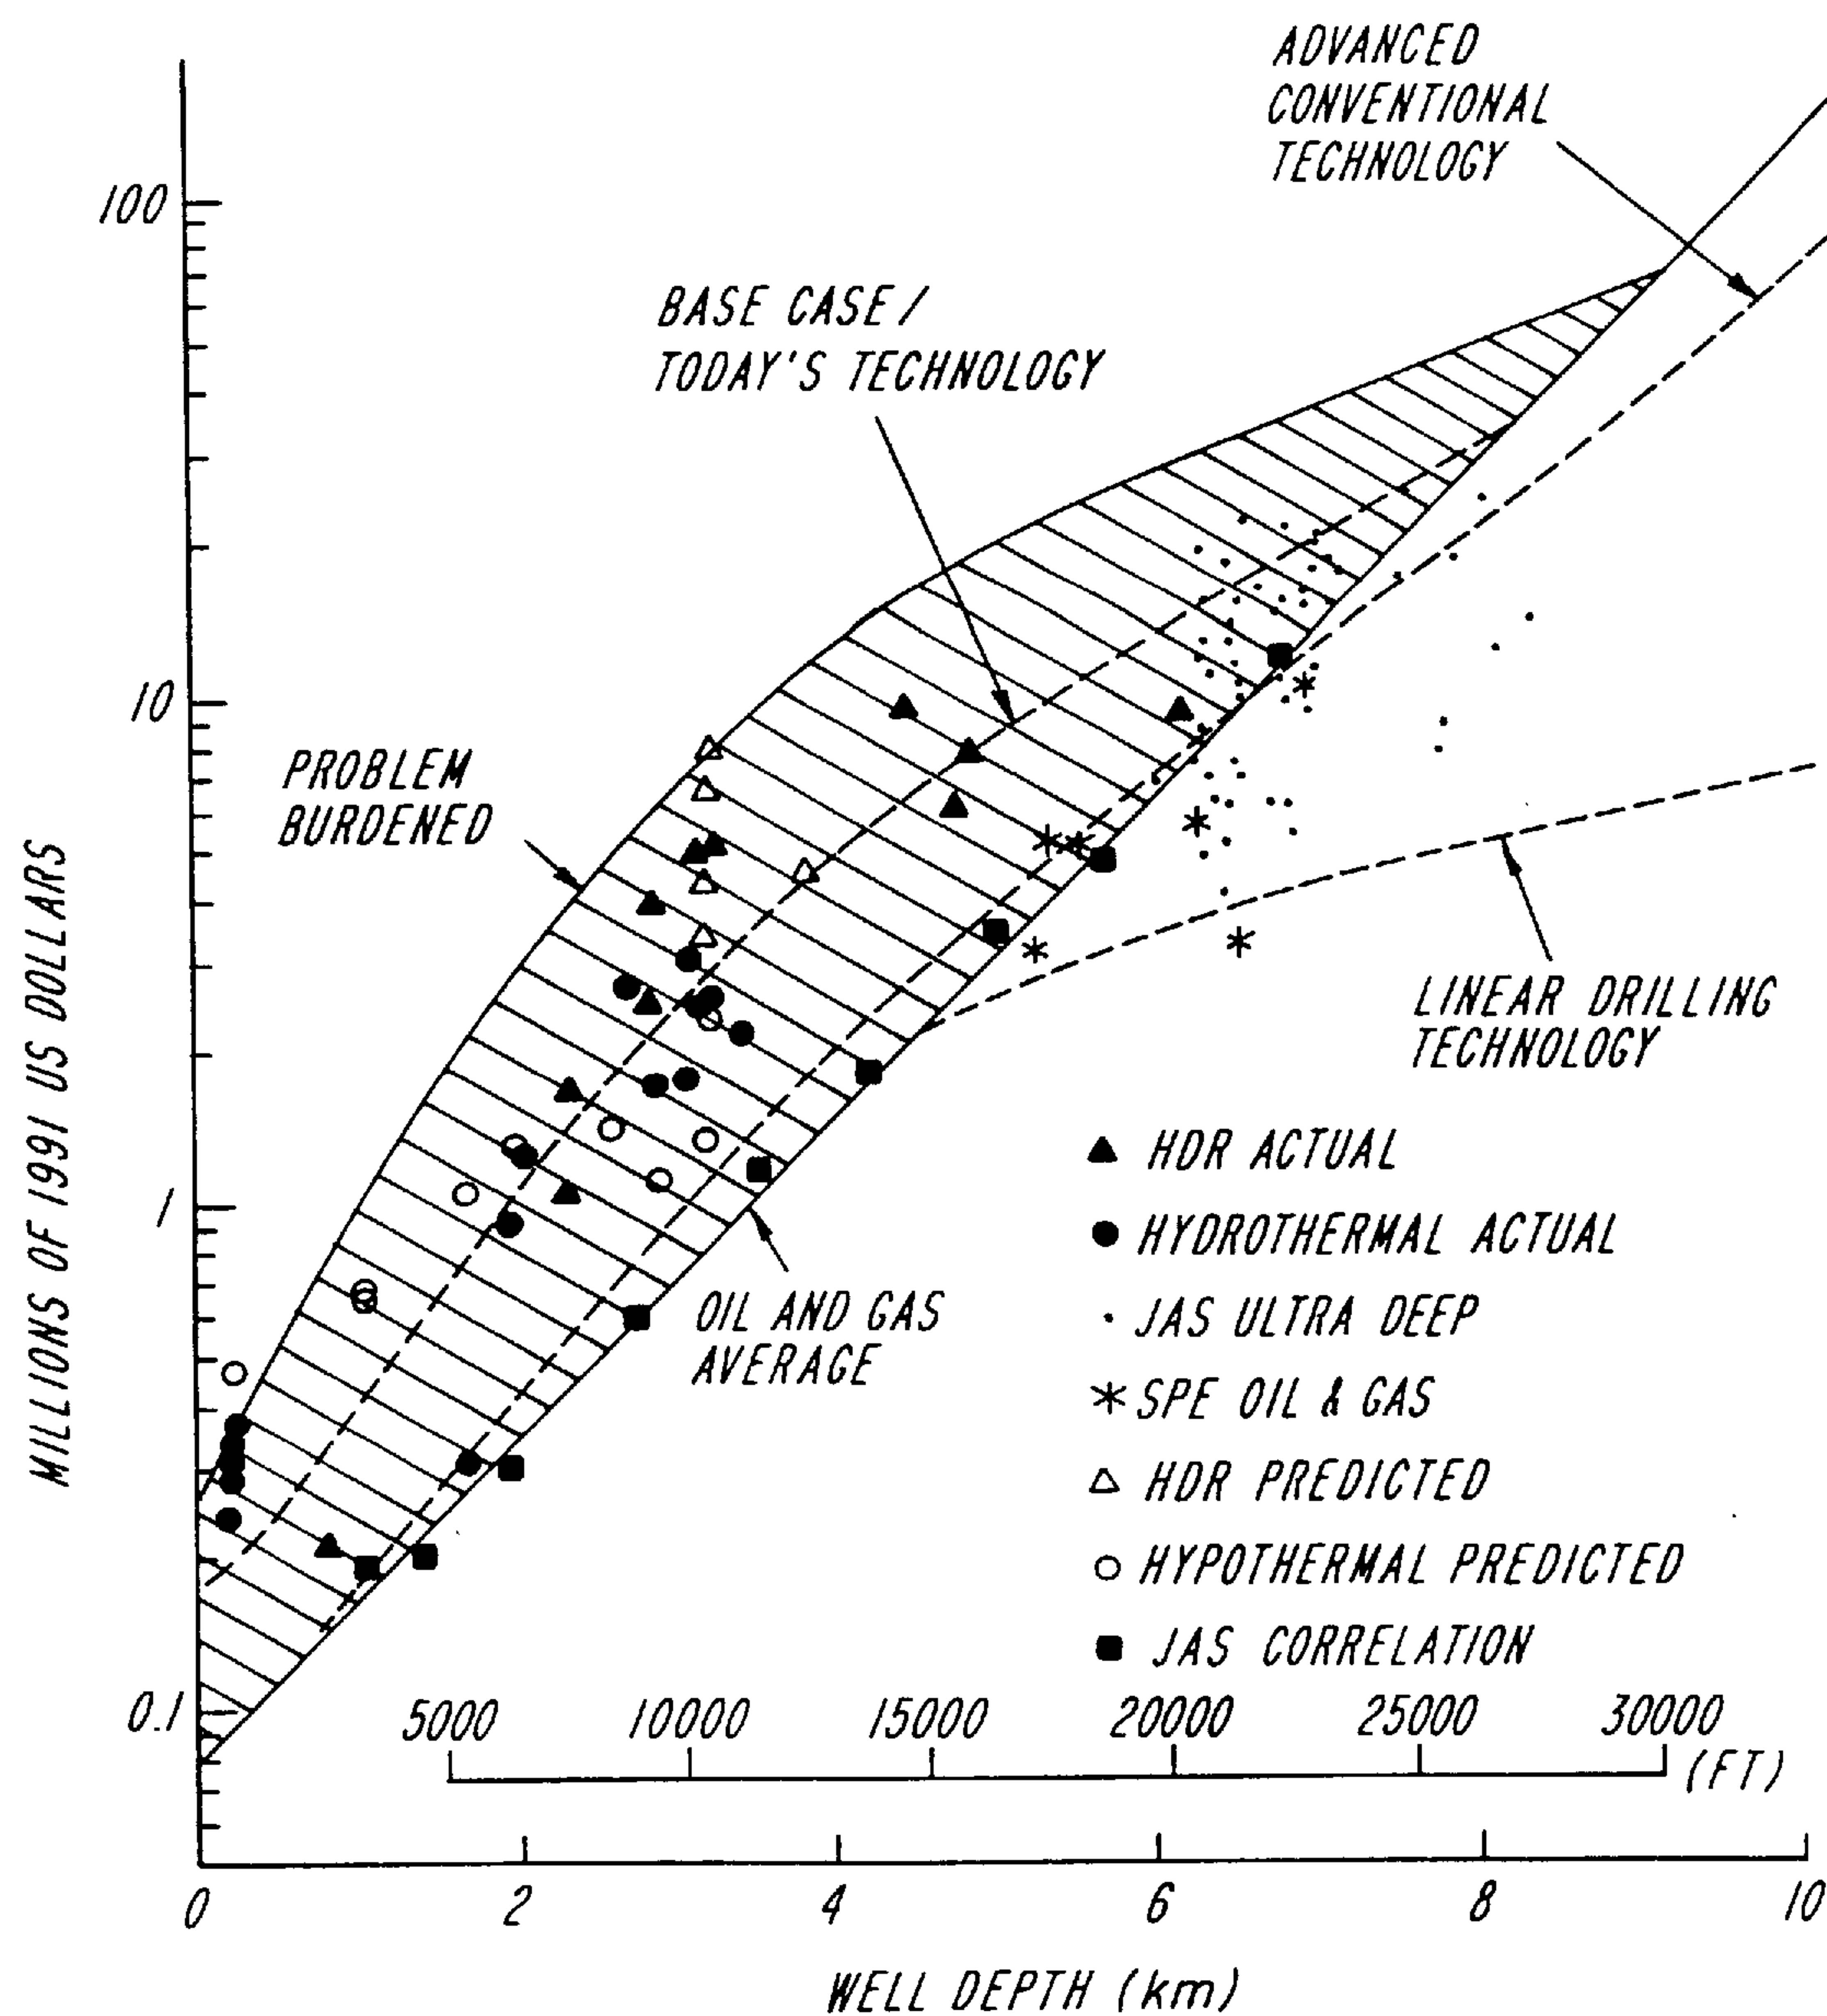 ADVANCED
CONVENTIONAL
TECHNOLOGY
100
BASE CASE /
TODAY'S TECHNOLOGY
10
PROBLEM
BURDENED
MILLIONS OF 1991 US DOLLARS
LINEAR DRILLING
TECHNOLOGY
1
OIL AND GAS
AVERAGE
HDR ACTUAL
HYDROTHERMAL ACTUAL
JAS ULTRA DEEP
SPE OIL & GAS
HDR PREDICTED
HYPOTHERMAL PREDICTED
JAS CORRELATION
0.1
5000 10000 15000 20000 25000 30000
(FT)
0 2 4 6 8 10
WELL DEPTH (km)